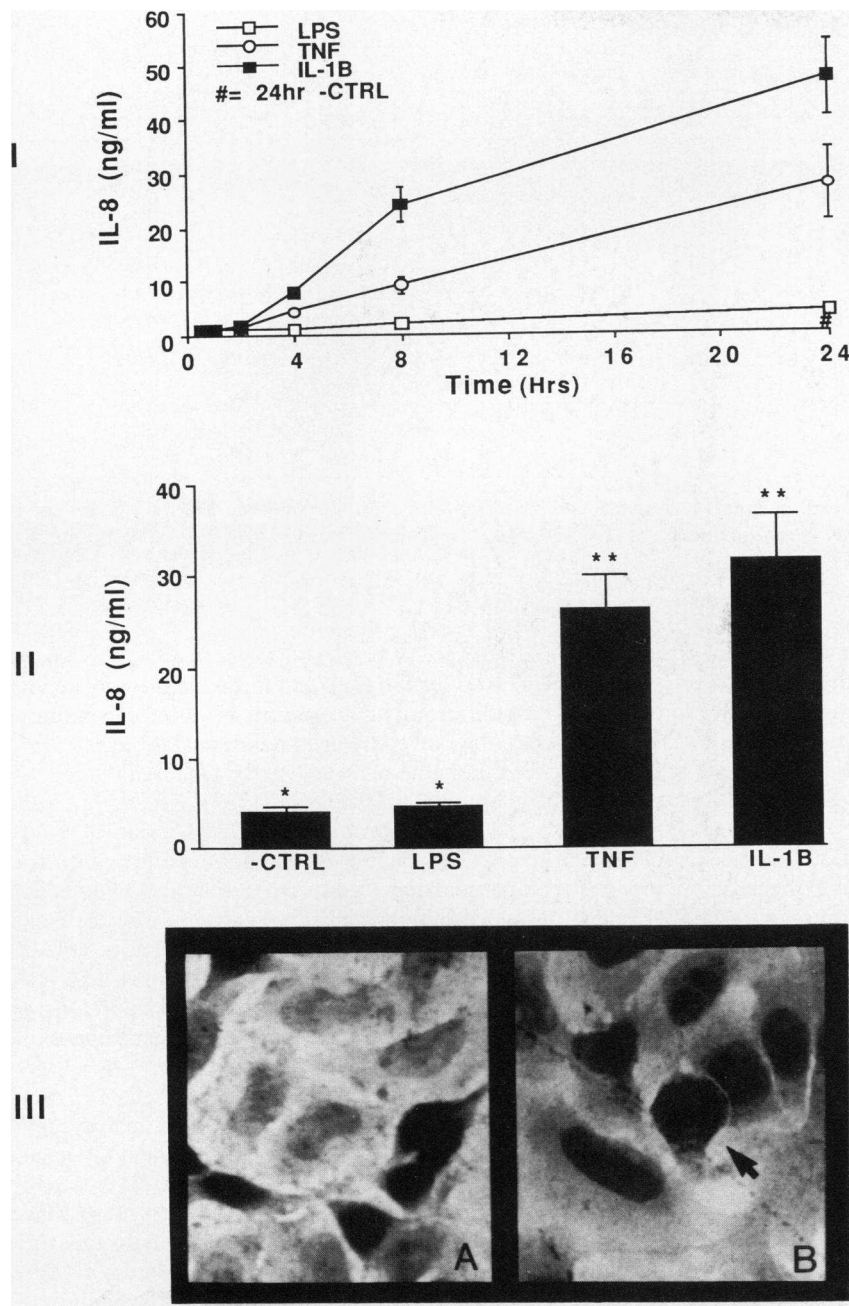 I
IL-8 (ng/ml)
60
50
40
30
20
10
0
LPS
TNF
IL-1B
#= 24hr -CTRL
#
0 4 8 12 16 20 24
Time (Hrs)
II
IL-8 (ng/ml)
40
30
20
10
0
* * ** **
-CTRL LPS TNF IL-1B
III
A B